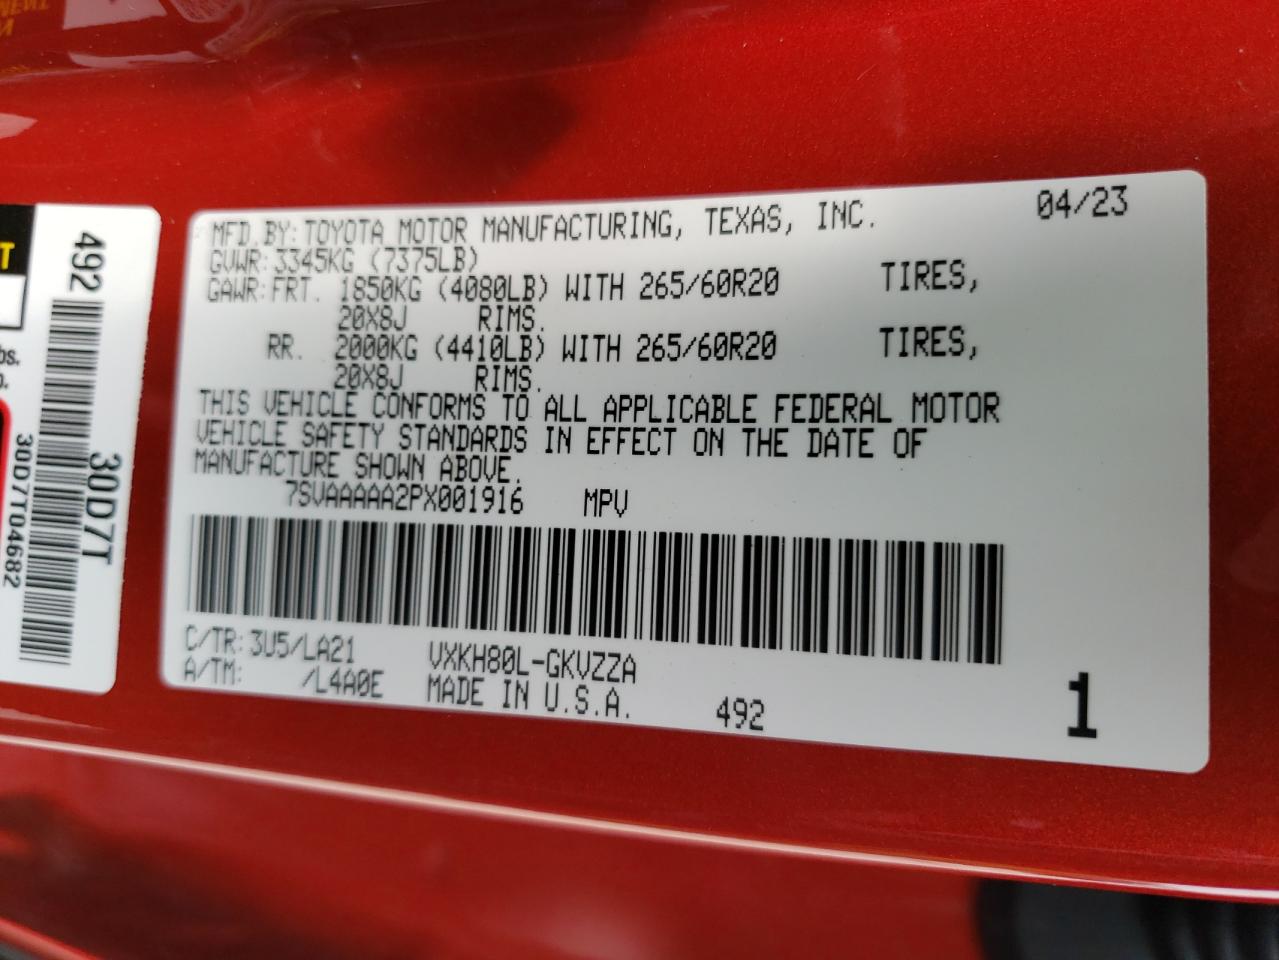 MFD.BY: TOYOTA MOTOR MANUFACTURING, TEXAS, INC. 04/23
GVWR: 3345KG (7375LB)
GAWR: FRT. 1850KG (4080LB) WITH 265/60R20 TIRES,
20X8J RIMS.
RR. 2000KG (4410LB) WITH 265/60R20 TIRES,
20X8J RIMS.
THIS VEHICLE CONFORMS TO ALL APPLICABLE FEDERAL MOTOR
VEHICLE SAFETY STANDARDS IN EFFECT ON THE DATE OF
MANUFACTURE SHOWN ABOVE.
7SVAAAAA2PX001916 MPV
C/TR: 3U5/LA21 VXKH80L-GKVZZA
A/TM: /L4A0E MADE IN U.S.A. 492
1
492
30D7T
30D7T04682